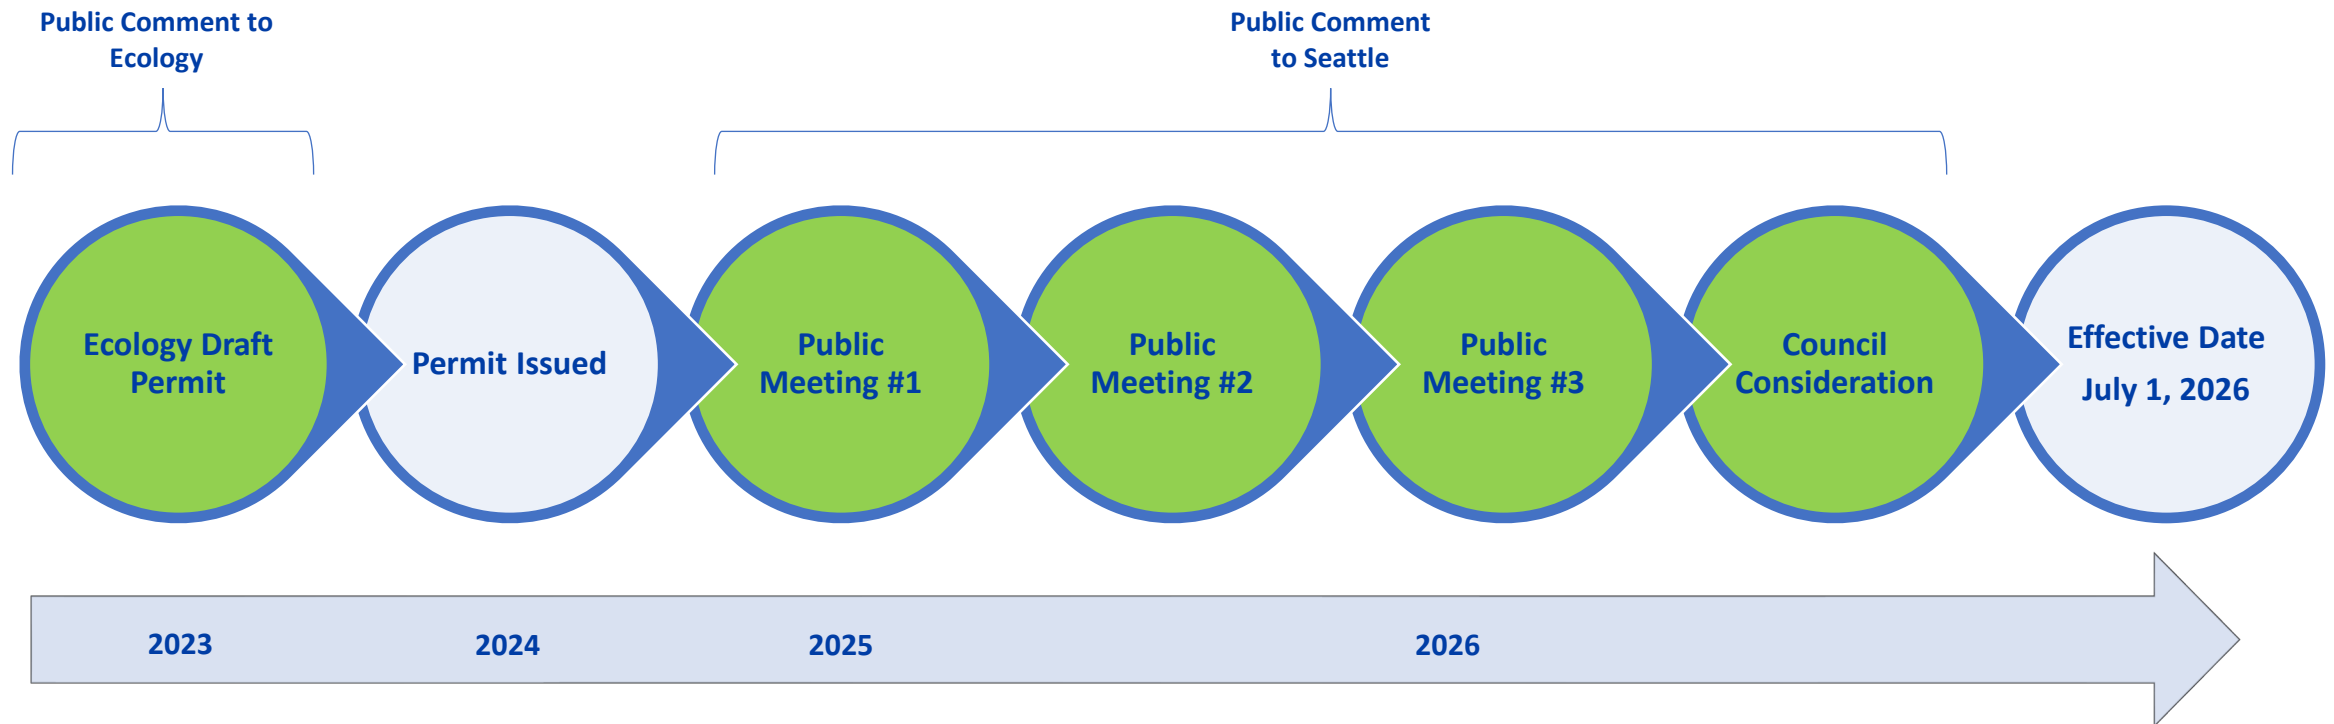 Public Comment to
Ecology
Public Comment
to Seattle
Ecology Draft
Permit
Permit Issued
Public
Meeting #1
Public
Meeting #2
Public
Meeting #3
Council
Consideration
Effective Date
July 1, 2026
2023
2024
2025
2026